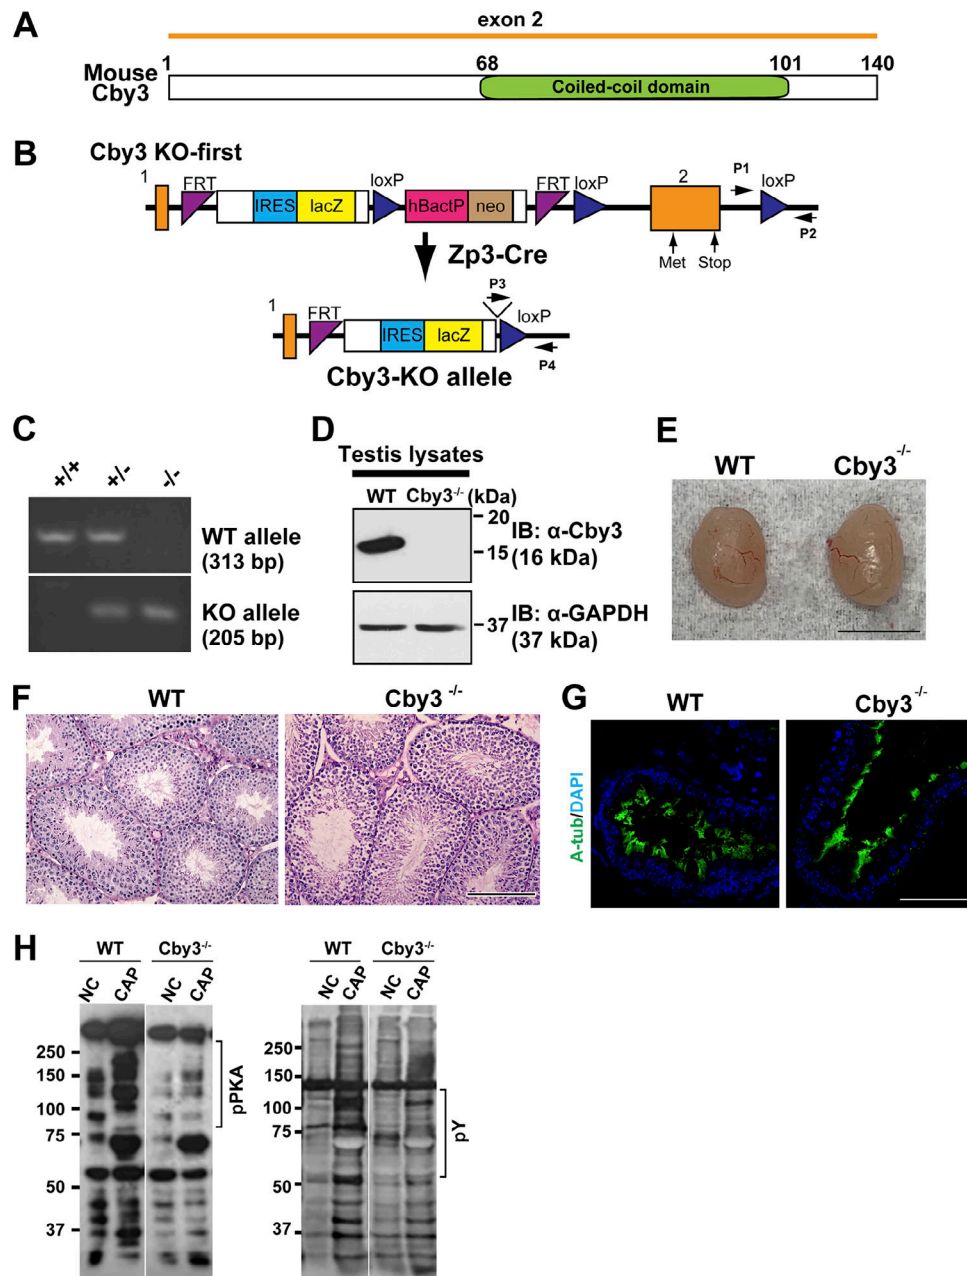 A
exon 2
1 68 101 140
Mouse
Cby3
Coiled-coil domain
B
Cby3 KO-first
1 FRT loxP FRT loxP 2 P1 loxP
IRES lacZ hBactP neo
P2
Met Stop
Zp3-Cre
P3
1 FRT loxP
IRES lacZ
P4
Cby3-KO allele
C
+/+ +/- -/-
WT allele
(313 bp)
KO allele
(205 bp)
D
Testis lysates
WT Cby3-/- (kDa)
20
15
IB: α-Cby3
(16 kDa)
37
IB: α-GAPDH
(37 kDa)
E
WT Cby3-/-
F
WT Cby3 -/-
G
WT Cby3-/-
A-tub/DAPI
H
WT Cby3-/-
NC CAP NC CAP
250
150
100
75
50
37
pPKA
WT Cby3-/-
NC CAP NC CAP
250
150
100
75
50
37
pY